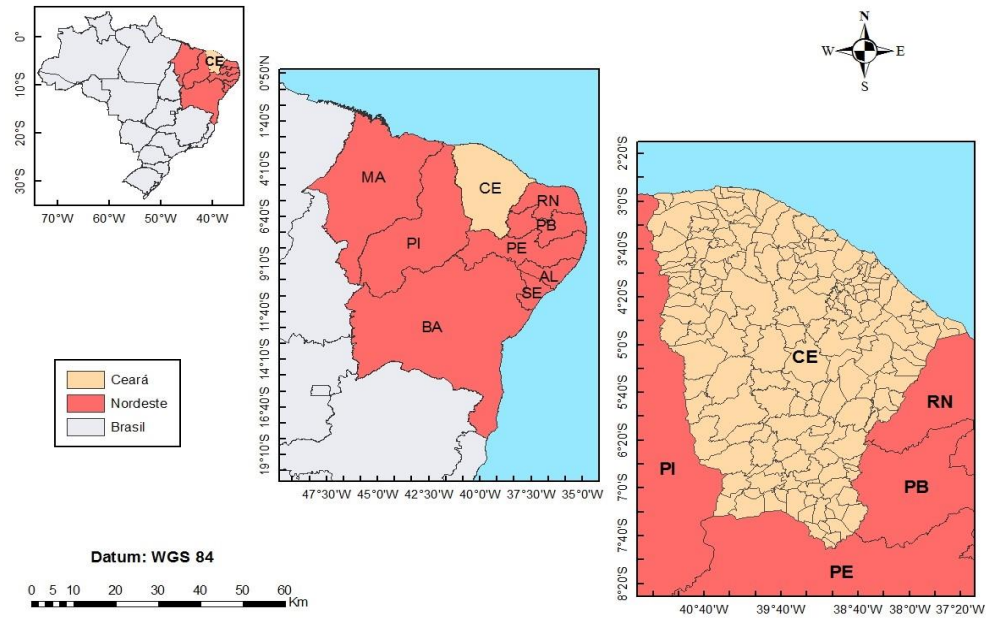 0°
10°S
20°S
30°S
CE
70°W 60°W 50°W 40°W
N
W E
S
0°50'N
1°40'S
4°10'S
6°40'S
9°10'S
11°40'S
14°10'S
16°40'S
19°10'S
MA
CE
RN
PB
PI
PE
AL
SE
BA
47°30'W 45°0'W 42°30'W 40°0'W 37°30'W 35°0'W
2°20'S
3°0'S
3°40'S
4°20'S
5°0'S
5°40'S
6°20'S
7°0'S
7°40'S
8°20'S
CE
RN
PI
PB
PE
40°40'W 39°40'W 38°40'W 38°0'W 37°20'W
Ceará
Nordeste
Brasil
Datum: WGS 84
0 5 10 20 30 40 50 60
Km